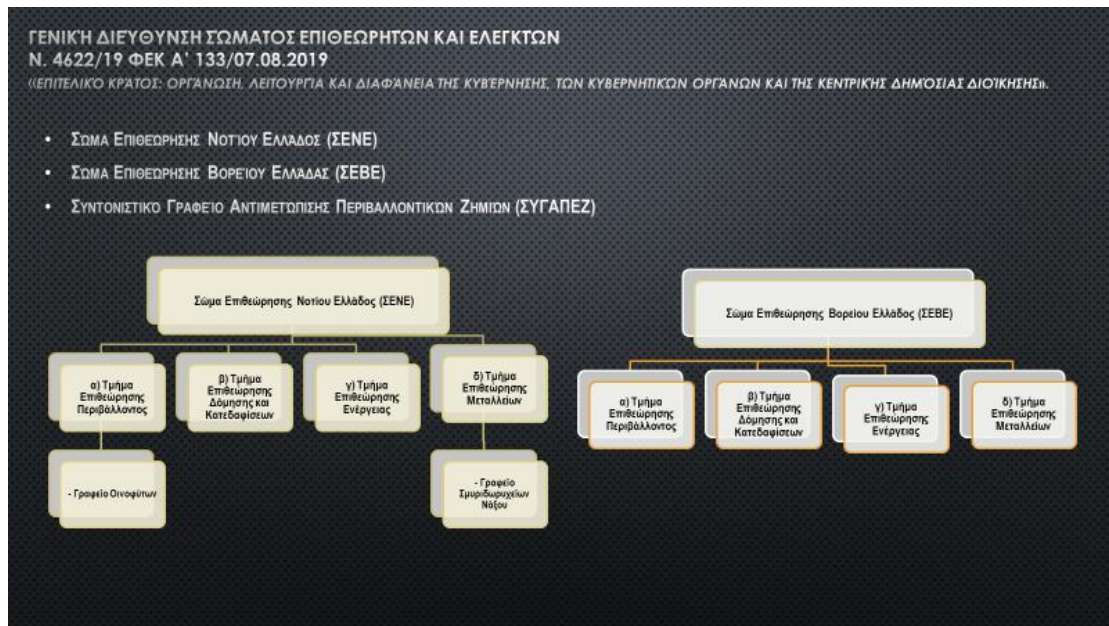 ΓΕΝΙΚΉ ΔΙΕΎΘΥΝΣΗ ΣΏΜΑΤΟΣ ΕΠΙΘΕΩΡΗΤΏΝ ΚΑΙ ΕΛΕΓΚΤΏΝ
Ν. 4622/19 ΦΕΚ Α' 133/07.08.2019
«ΕΠΙΤΕΛΙΚΌ ΚΡΆΤΟΣ: ΟΡΓΆΝΩΣΗ, ΛΕΙΤΟΥΡΓΊΑ ΚΑΙ ΔΙΑΦΆΝΕΙΑ ΤΗΣ ΚΥΒΈΡΝΗΣΗΣ, ΤΩΝ ΚΥΒΕΡΝΗΤΙΚΏΝ ΟΡΓΆΝΩΝ ΚΑΙ ΤΗΣ ΚΕΝΤΡΙΚΉΣ ΔΗΜΌΣΙΑΣ ΔΙΟΊΚΗΣΗΣ».
• ΣΏΜΑ ΕΠΙΘΕΏΡΗΣΗΣ ΝΟΤΊΟΥ ΕΛΛΆΔΟΣ (ΣΕΝΕ)
• ΣΏΜΑ ΕΠΙΘΕΏΡΗΣΗΣ ΒΟΡΕΊΟΥ ΕΛΛΆΔΑΣ (ΣΕΒΕ)
• ΣΥΝΤΟΝΙΣΤΙΚΌ ΓΡΑΦΕΊΟ ΑΝΤΙΜΕΤΏΠΙΣΗΣ ΠΕΡΙΒΑΛΛΟΝΤΙΚΏΝ ΖΗΜΙΏΝ (ΣΥΓΑΠΕΖ)
Σώμα Επιθεώρησης Νοτίου Ελλάδος (ΣΕΝΕ)
α) Τμήμα
Επιθεώρησης
Περιβάλλοντος
β) Τμήμα
Επιθεώρησης
Δόμησης και
Κατεδαφίσεων
γ) Τμήμα
Επιθεώρησης
Ενέργειας
δ) Τμήμα
Επιθεώρησης
Μεταλλείων
- Γραφείο Οινοφύτων
- Γραφείο
Σμυριδωρυχείων
Νάξου
Σώμα Επιθεώρησης Βορείου Ελλάδος (ΣΕΒΕ)
α) Τμήμα
Επιθεώρησης
Περιβάλλοντος
β) Τμήμα
Επιθεώρησης
Δόμησης και
Κατεδαφίσεων
γ) Τμήμα
Επιθεώρησης
Ενέργειας
δ) Τμήμα
Επιθεώρησης
Μεταλλείων